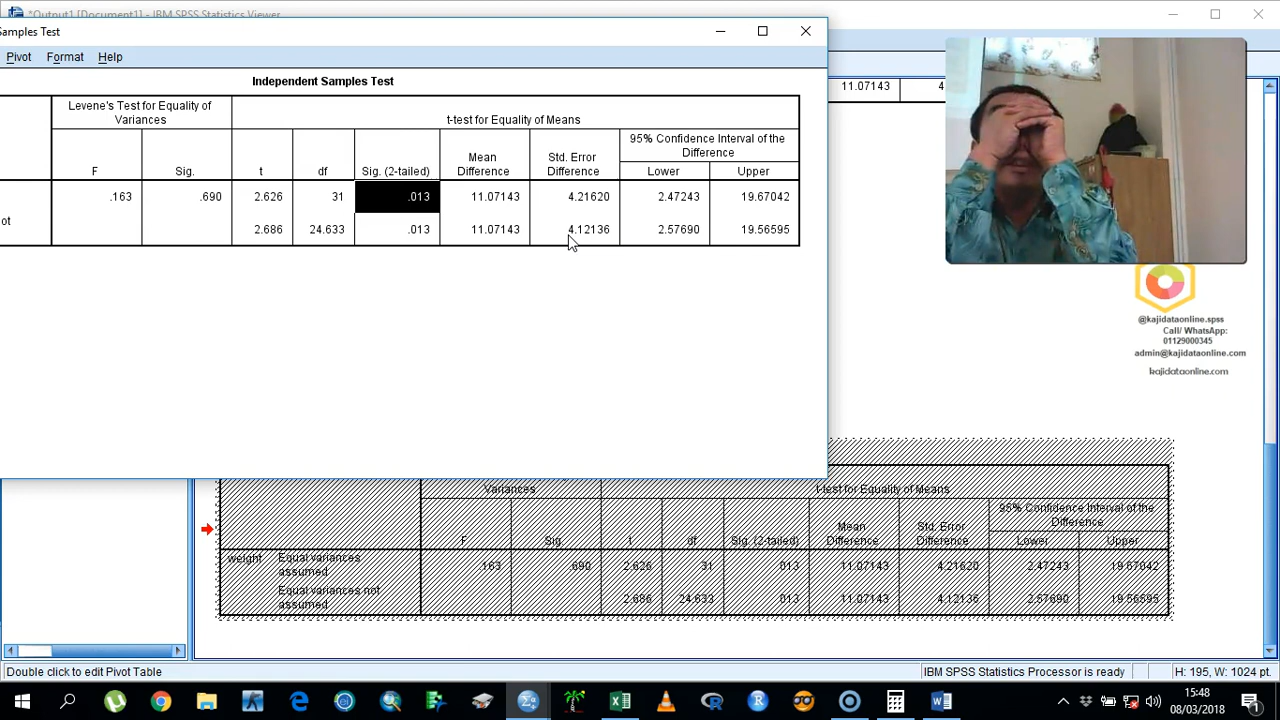 *Output1 [Document1] - IBM SPSS Statistics Viewer
Samples Test
Pivot Format Help
Independent Samples Test
Levene's Test for Equality of Variances
t-test for Equality of Means
95% Confidence Interval of the Difference
F Sig. t df Sig. (2-tailed) Mean Difference Std. Error Difference Lower Upper
.163 .690 2.626 31 .013 11.07143 4.21620 2.47243 19.67042
not
2.686 24.633 .013 11.07143 4.12136 2.57690 19.56595
11.07143 4
@kajidataonline.spss
Call/ WhatsApp:
01129000345
admin@kajidataonline.com
kajidataonline.com
Variances
t-test for Equality of Means
95% Confidence Interval of the Difference
F Sig. t df Sig. (2-tailed) Mean Difference Std. Error Difference Lower Upper
weight Equal variances assumed .163 .690 2.626 31 .013 11.07143 4.21620 2.47243 19.67042
Equal variances not assumed 2.686 24.633 .013 11.07143 4.12136 2.57690 19.56595
Double click to edit Pivot Table
IBM SPSS Statistics Processor is ready
H: 195, W: 1024 pt.
15:48
08/03/2018